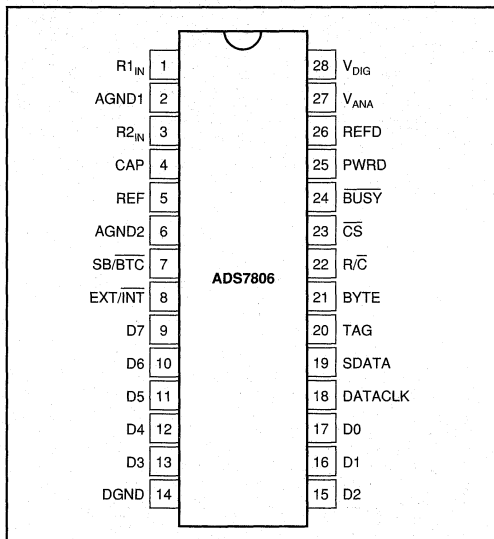 R1IN 1 28 VDIG
AGND1 2 27 VANA
R2IN 3 26 REFD
CAP 4 25 PWRD
REF 5 24 BUSY
AGND2 6 23 CS
SB/BTC 7 22 R/C
ADS7806
EXT/INT 8 21 BYTE
D7 9 20 TAG
D6 10 19 SDATA
D5 11 18 DATACLK
D4 12 17 D0
D3 13 16 D1
DGND 14 15 D2